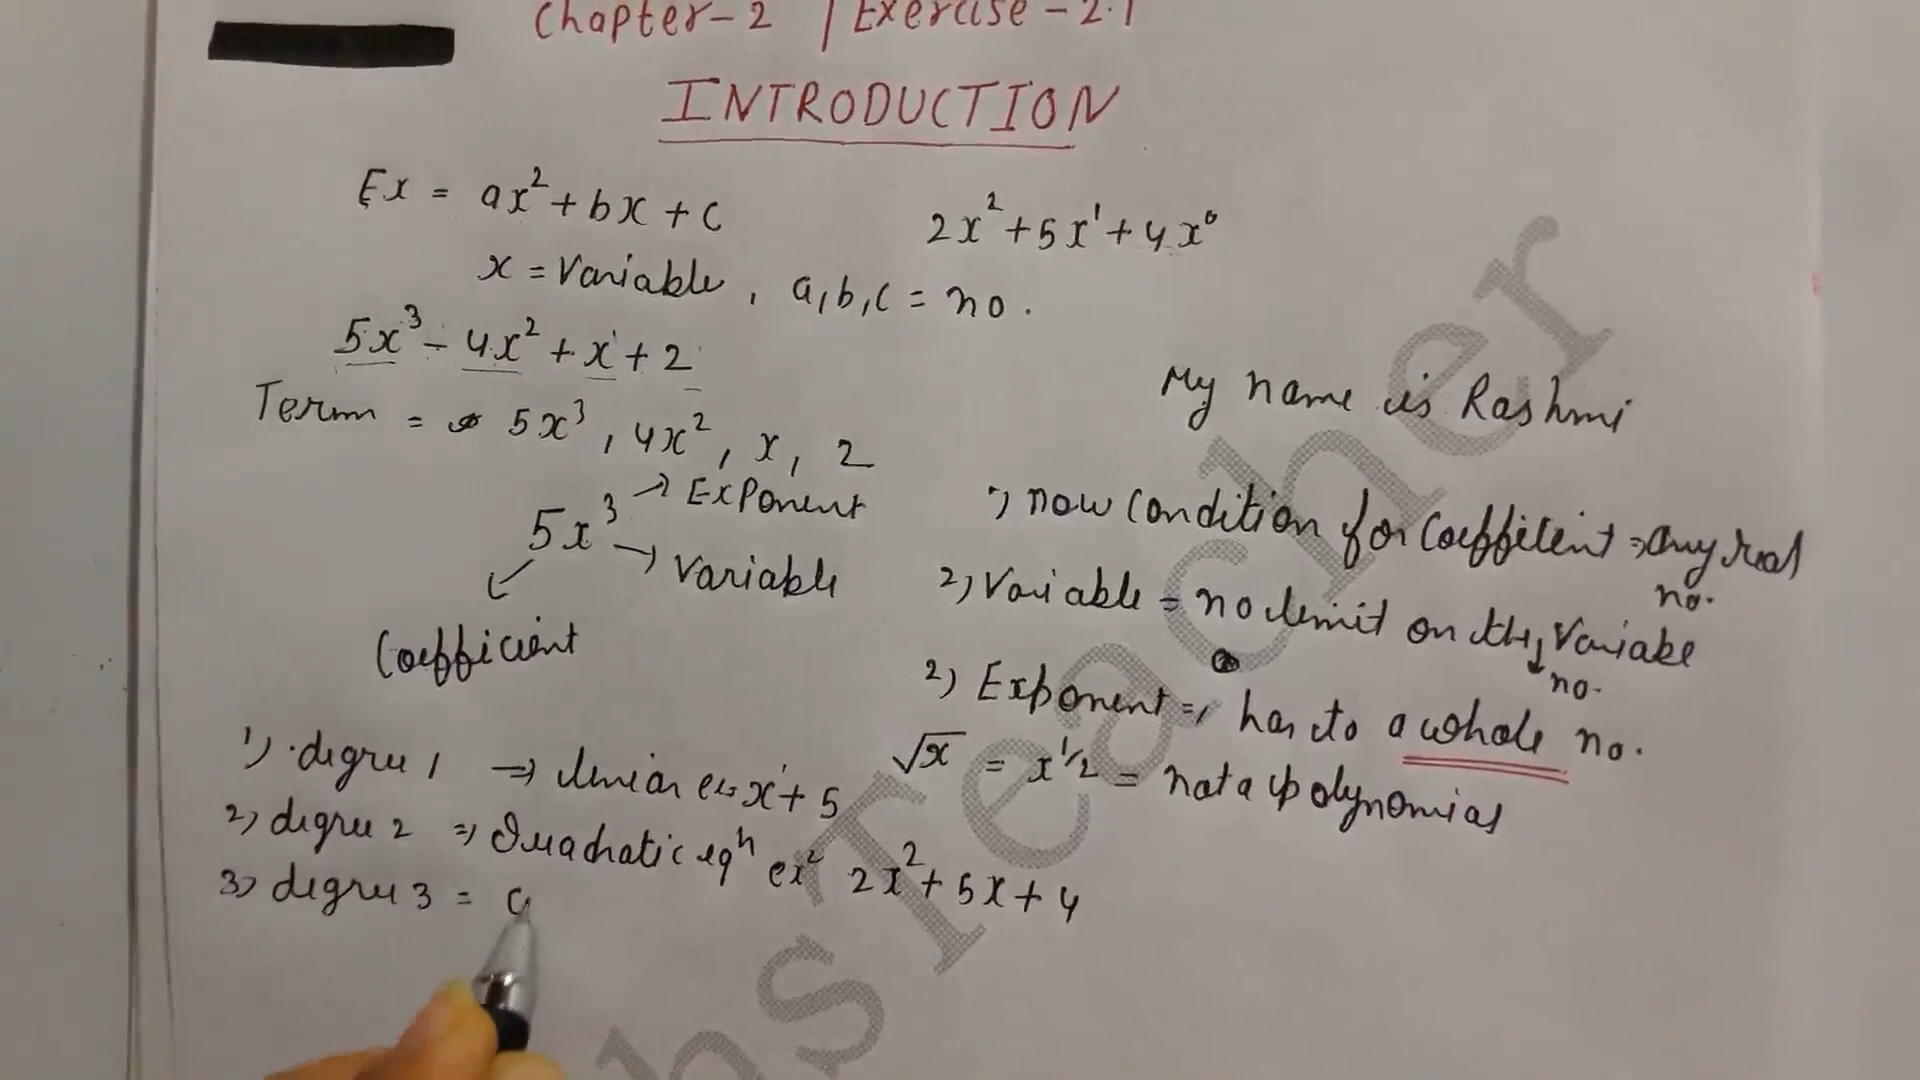 Chapter-2 | Exercise-2.1
INTRODUCTION
Ex = ax²+bx+c
2x²+5x¹+4x⁰
x = Variable, a,b,c = no.
5x³ - 4x² + x¹ + 2
Term = 5x³, 4x², x, 2
My name is Rashmi
5x³ → Exponent
→ Variable
Coefficient
1) now condition for coefficient → any real no.
2) Variable = no limit on the Variable
no.
2) Exponent = has to a whole no.
√x = x^1/2 = not a polynomial
1) degree 1 ⇒ linear ex x¹+5
2) degree 2 ⇒ Quadratic eqn ex² 2x²+5x+4
3) degree 3 = c
bsTeacher